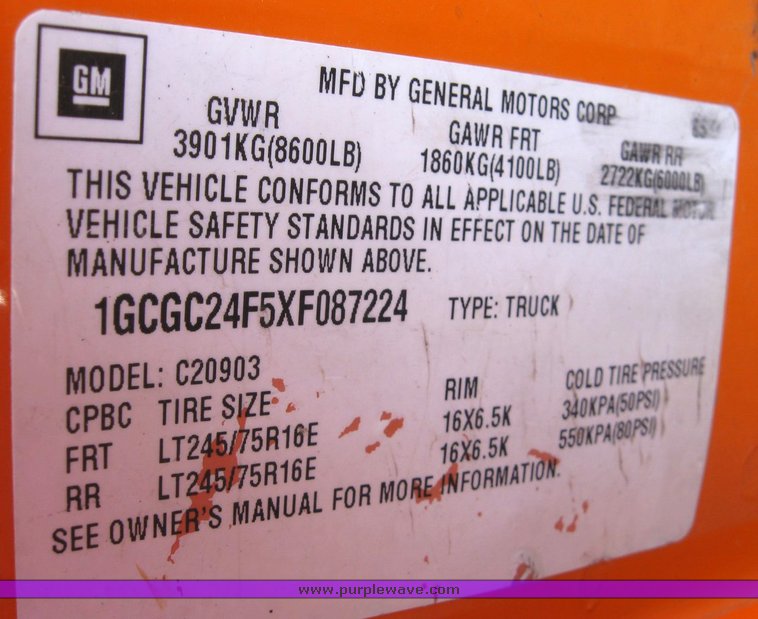 GM
MFD BY GENERAL MOTORS CORP
GVWR GAWR FRT GAWR RR
3901KG(8600LB) 1860KG(4100LB) 2722KG(6000LB)
THIS VEHICLE CONFORMS TO ALL APPLICABLE U.S. FEDERAL MOTOR
VEHICLE SAFETY STANDARDS IN EFFECT ON THE DATE OF
MANUFACTURE SHOWN ABOVE.
1GCGC24F5XF087224 TYPE: TRUCK
MODEL: C20903
CPBC TIRE SIZE RIM COLD TIRE PRESSURE
FRT LT245/75R16E 16X6.5K 340KPA(50PSI)
RR LT245/75R16E 16X6.5K 550KPA(80PSI)
SEE OWNER'S MANUAL FOR MORE INFORMATION.
www.purplewave.com